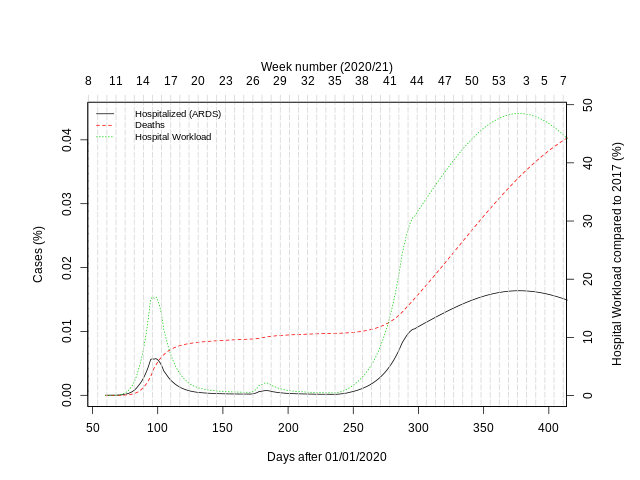 Week number (2020/21)
8 11 14 17 20 23 26 29 32 35 38 41 44 47 50 53 3 5 7
Hospitalized (ARDS)
Deaths
Hospital Workload
0.04
0.03
0.02
0.01
0.00
Cases (%)
50
40
30
20
10
0
Hospital Workload compared to 2017 (%)
50 100 150 200 250 300 350 400
Days after 01/01/2020